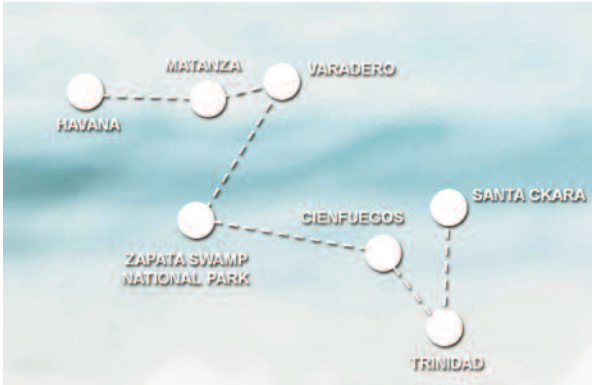 MATANZA
VARADERO
HAVANA
SANTA CKARA
CIENFUEGOS
ZAPATA SWAMP
NATIONAL PARK
TRINIDAD